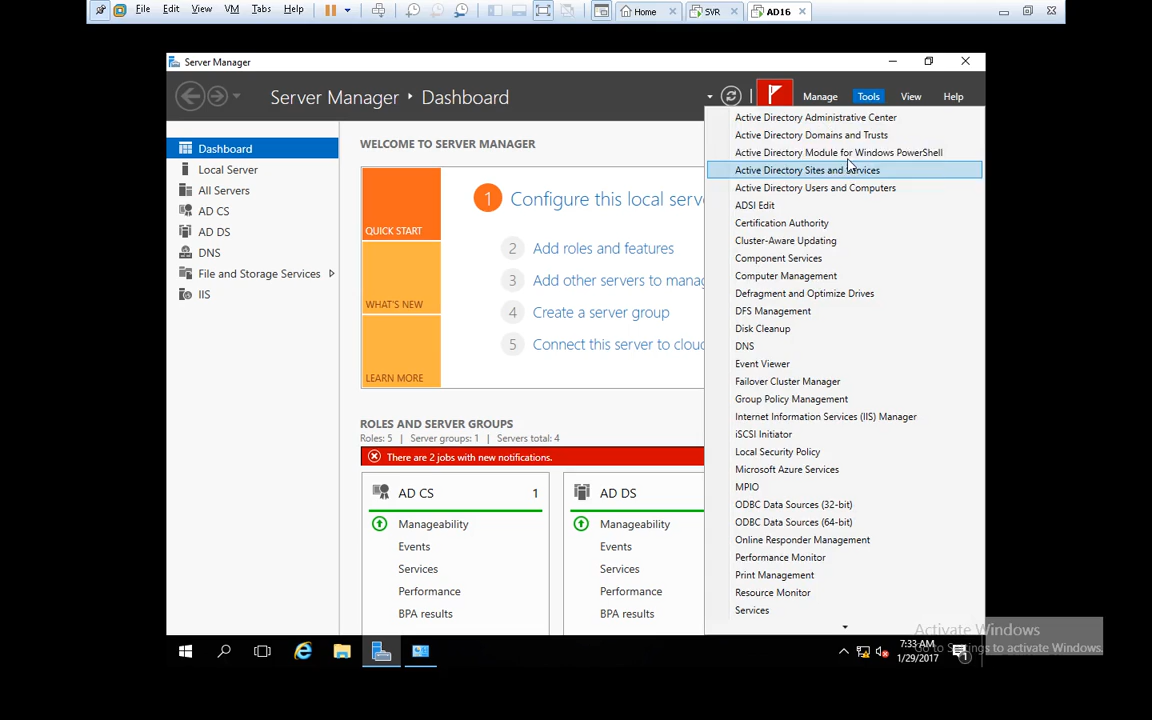 File Edit View VM Tabs Help
Home
SVR
AD16
Server Manager
Server Manager Dashboard
Manage
Tools
View
Help
Dashboard
Local Server
All Servers
AD CS
AD DS
DNS
File and Storage Services
IIS
WELCOME TO SERVER MANAGER
QUICK START
WHAT'S NEW
LEARN MORE
1 Configure this local serv
2 Add roles and features
3 Add other servers to manag
4 Create a server group
5 Connect this server to clou
ROLES AND SERVER GROUPS
Roles: 5 | Server groups: 1 | Servers total: 4
There are 2 jobs with new notifications.
AD CS 1
Manageability
Events
Services
Performance
BPA results
AD DS
Manageability
Events
Services
Performance
BPA results
Active Directory Administrative Center
Active Directory Domains and Trusts
Active Directory Module for Windows PowerShell
Active Directory Sites and Services
Active Directory Users and Computers
ADSI Edit
Certification Authority
Cluster-Aware Updating
Component Services
Computer Management
Defragment and Optimize Drives
DFS Management
Disk Cleanup
DNS
Event Viewer
Failover Cluster Manager
Group Policy Management
Internet Information Services (IIS) Manager
iSCSI Initiator
Local Security Policy
Microsoft Azure Services
MPIO
ODBC Data Sources (32-bit)
ODBC Data Sources (64-bit)
Online Responder Management
Performance Monitor
Print Management
Resource Monitor
Services
Activate Windows
Go to Settings to activate Windows.
7:33 AM
1/29/2017
1